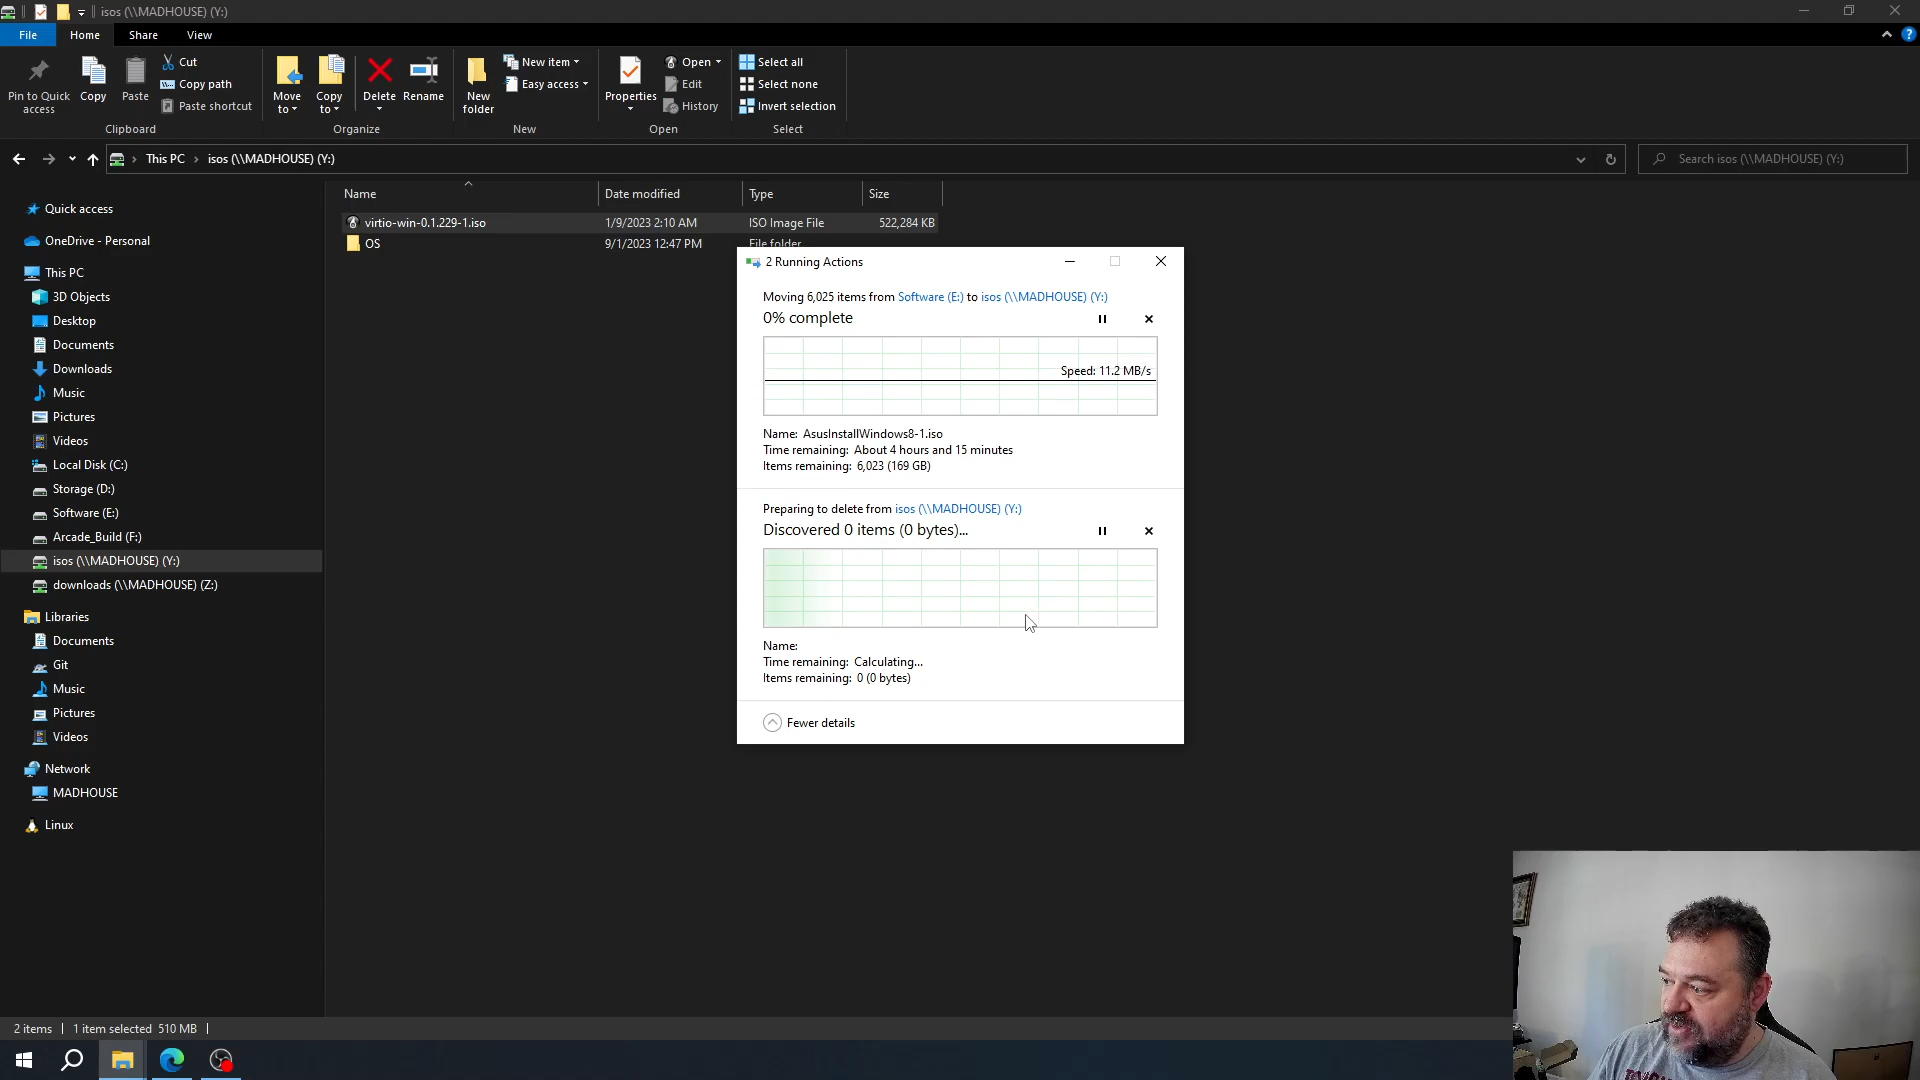 isos (\\MADHOUSE) (Y:)
File Home Share View
Pin to Quick access
Copy
Paste
Cut
Copy path
Paste shortcut
Clipboard
Move to
Copy to
Delete
Rename
Organize
New folder
New item
Easy access
New
Properties
Open
Edit
History
Open
Select all
Select none
Invert selection
Select
This PC › isos (\\MADHOUSE) (Y:)
Search isos (\\MADHOUSE) (Y:)
Quick access
OneDrive - Personal
This PC
3D Objects
Desktop
Documents
Downloads
Music
Pictures
Videos
Local Disk (C:)
Storage (D:)
Software (E:)
Arcade_Build (F:)
isos (\\MADHOUSE) (Y:)
downloads (\\MADHOUSE) (Z:)
Libraries
Documents
Git
Music
Pictures
Videos
Network
MADHOUSE
Linux
Name Date modified Type Size
virtio-win-0.1.229-1.iso 1/9/2023 2:10 AM ISO Image File 522,284 KB
OS 9/1/2023 12:47 PM File folder
2 Running Actions
Moving 6,025 items from Software (E:) to isos (\\MADHOUSE) (Y:)
0% complete
Speed: 11.2 MB/s
Name: AsusInstallWindows8-1.iso
Time remaining: About 4 hours and 15 minutes
Items remaining: 6,023 (169 GB)
Preparing to delete from isos (\\MADHOUSE) (Y:)
Discovered 0 items (0 bytes)...
Name:
Time remaining: Calculating...
Items remaining: 0 (0 bytes)
Fewer details
2 items 1 item selected 510 MB